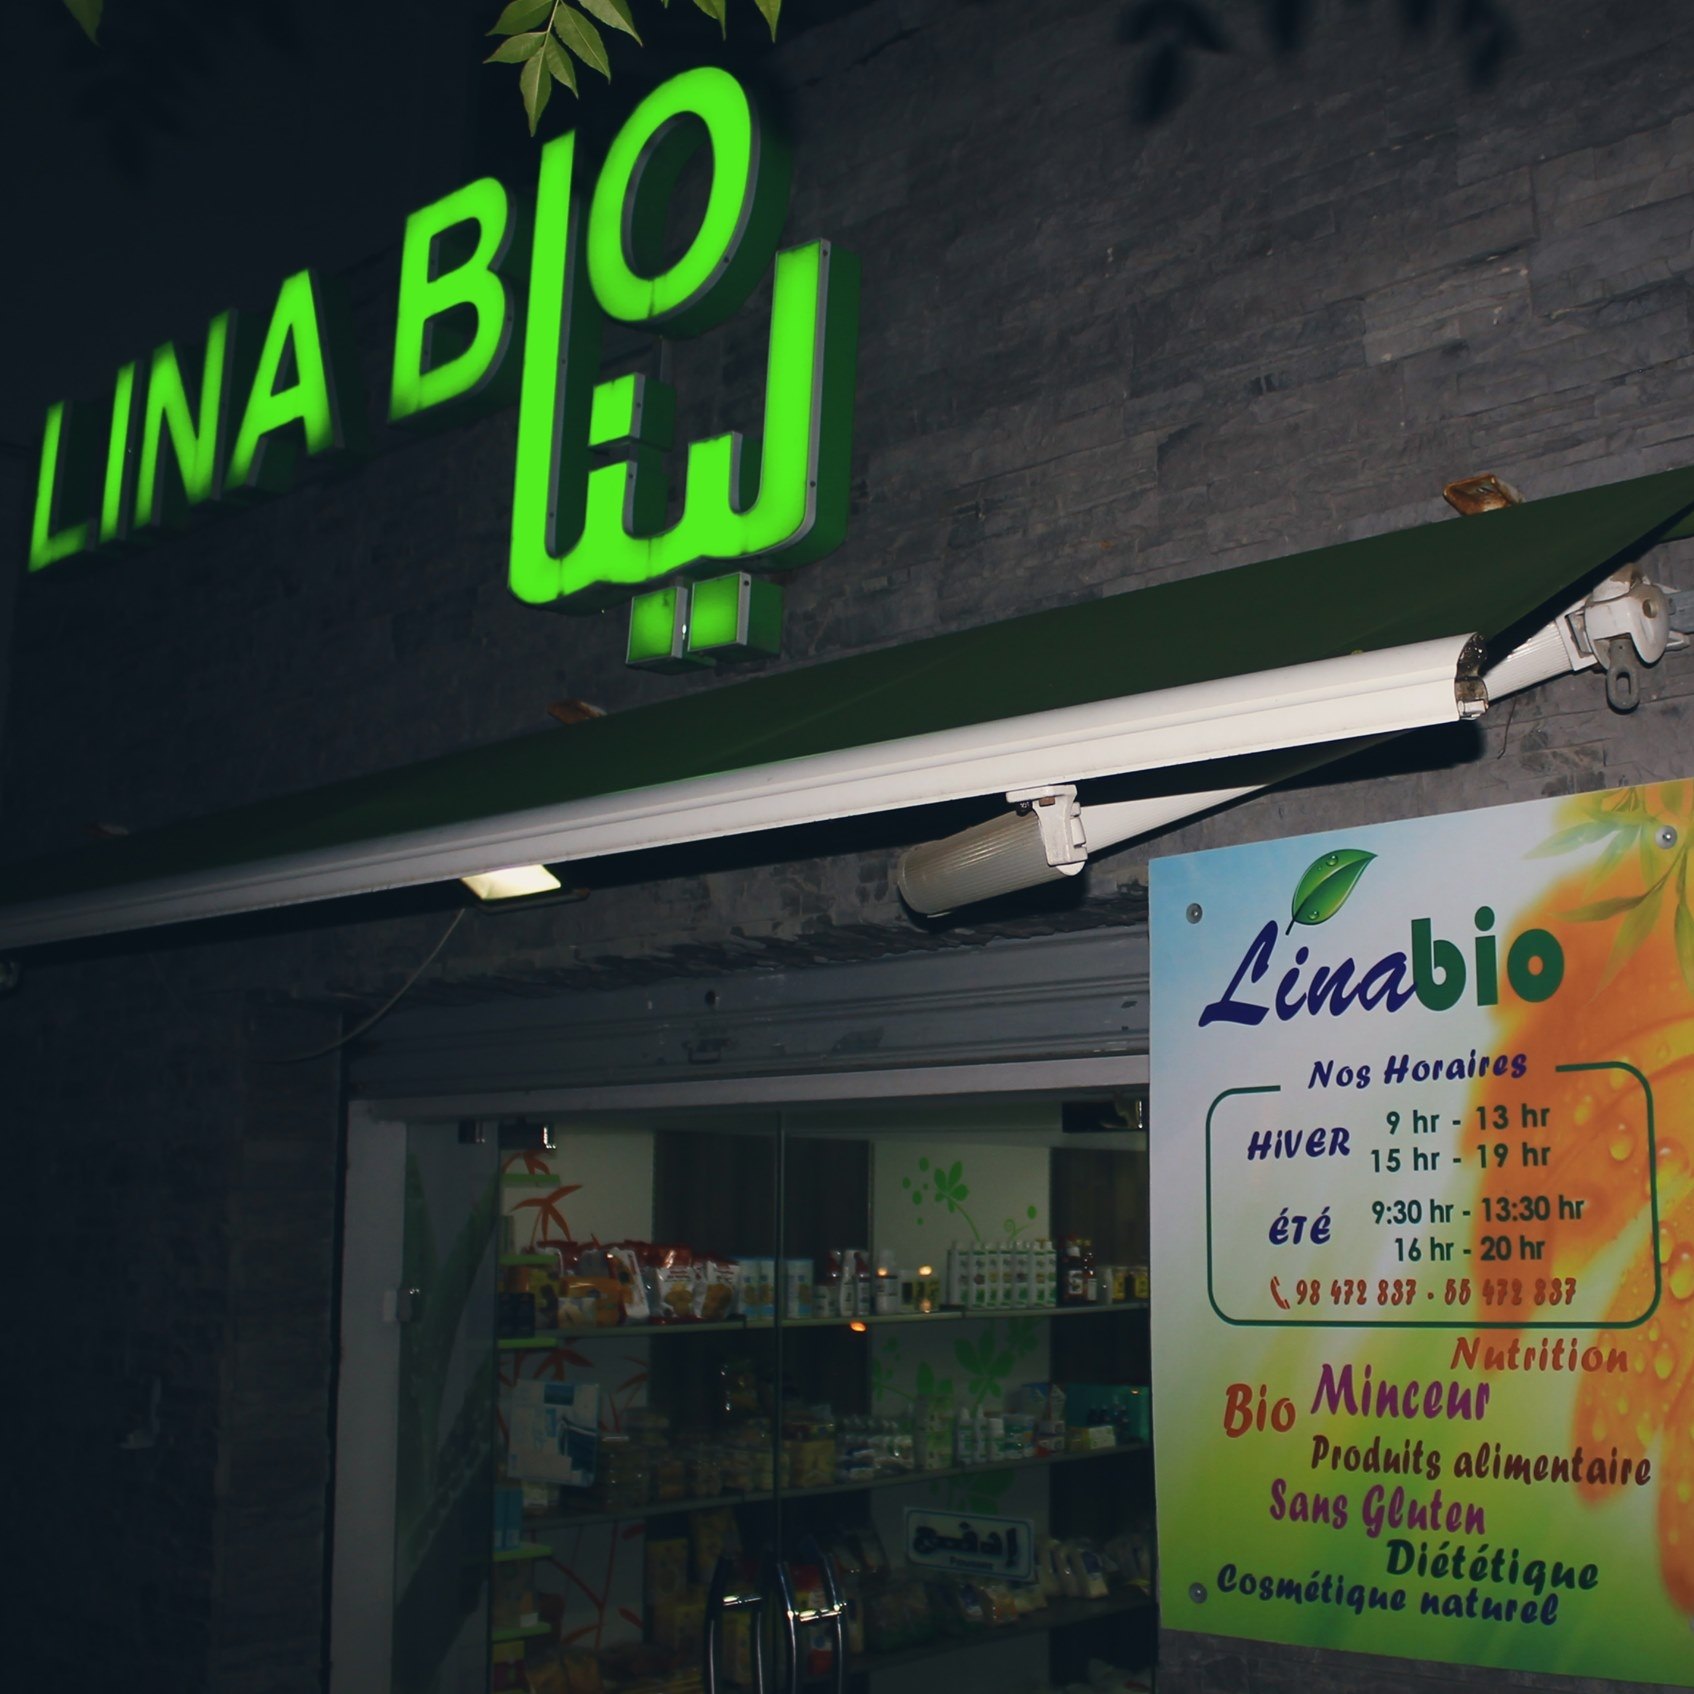 LINA BIO
لينا
Linabio
Nos Horaires
HiVER 9 hr - 13 hr
15 hr - 19 hr
ÉTÉ 9:30 hr - 13:30 hr
16 hr - 20 hr
98 472 837 - 55 472 837
Nutrition
Bio Minceur
Produits alimentaire
Sans Gluten
Diététique
Cosmétique naturel
إدفع
Poussez